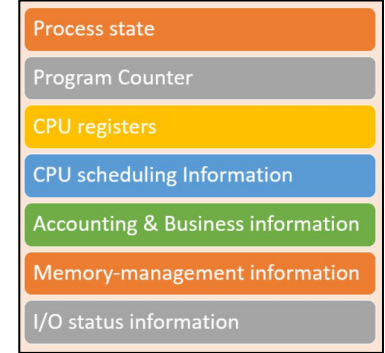 Process state
Program Counter
CPU registers
CPU scheduling Information
Accounting & Business information
Memory-management information
I/O status information